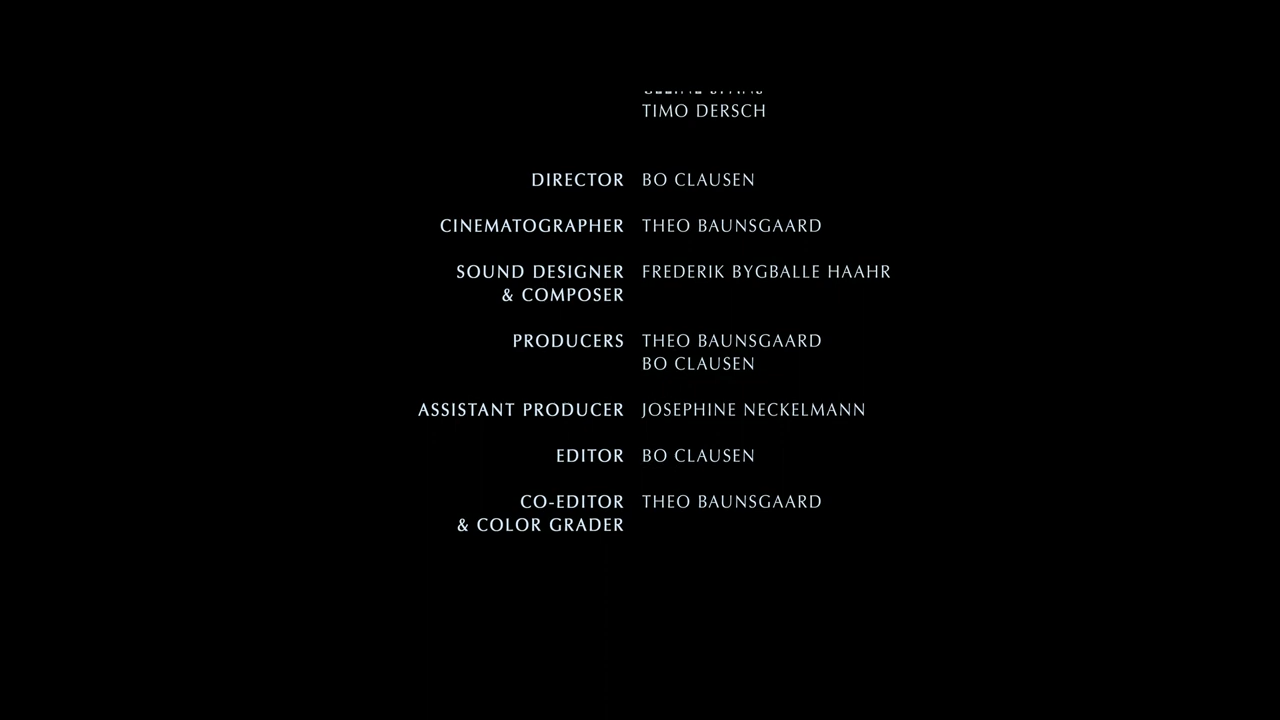 TIMO DERSCH
DIRECTOR BO CLAUSEN
CINEMATOGRAPHER THEO BAUNSGAARD
SOUND DESIGNER FREDERIK BYGBALLE HAAHR
& COMPOSER
PRODUCERS THEO BAUNSGAARD
BO CLAUSEN
ASSISTANT PRODUCER JOSEPHINE NECKELMANN
EDITOR BO CLAUSEN
CO-EDITOR THEO BAUNSGAARD
& COLOR GRADER